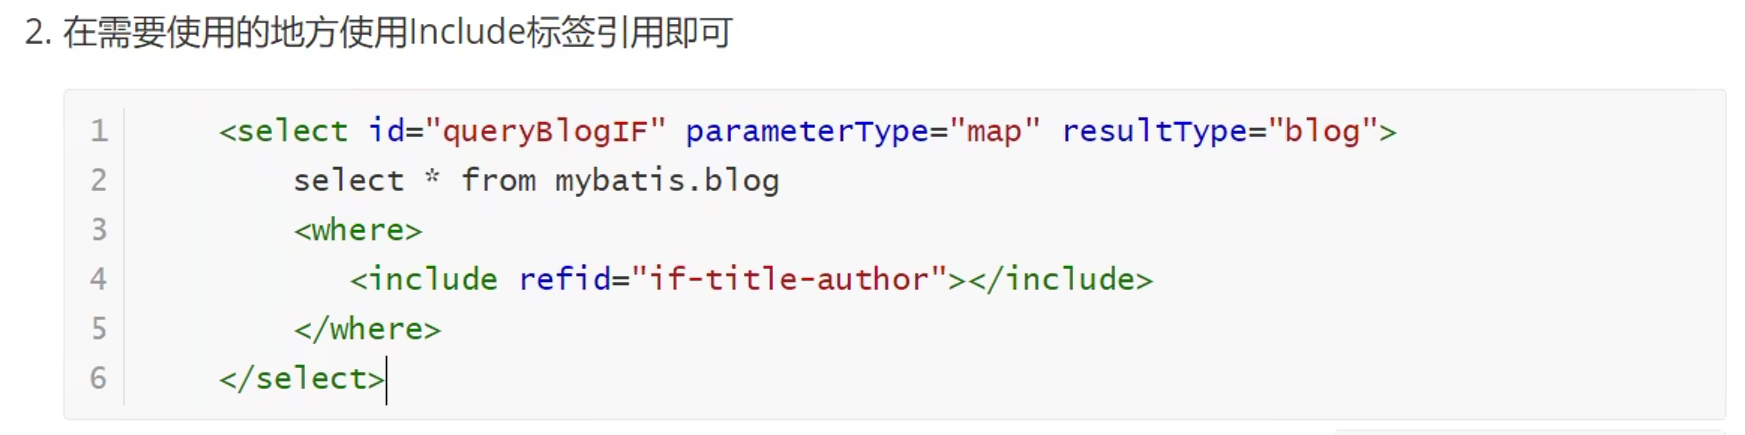 2. 在需要使用的地方使用Include标签引用即可
1 <select id="queryBlogIF" parameterType="map" resultType="blog">
2 select * from mybatis.blog
3 <where>
4 <include refid="if-title-author"></include>
5 </where>
6 </select>